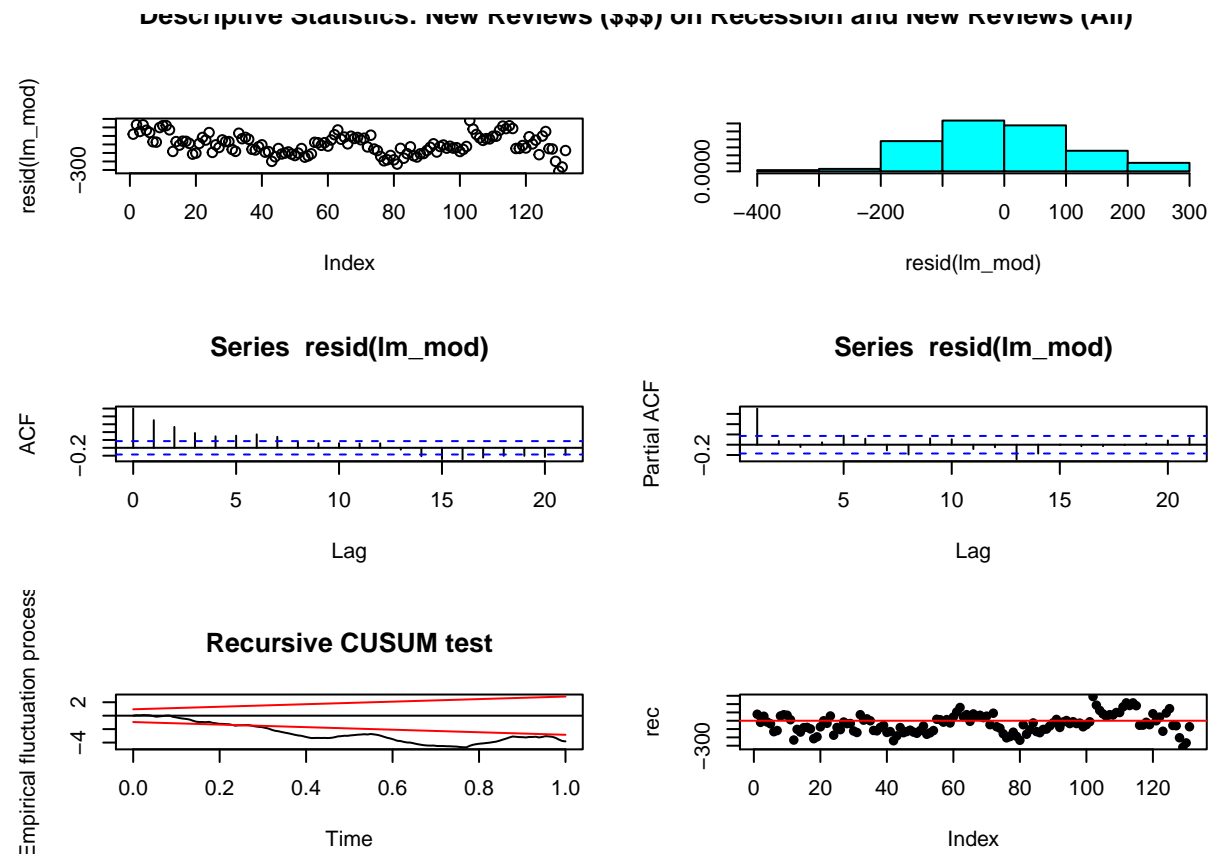 Descriptive Statistics: New Reviews ($$$) on Recession and New Reviews (All)
resid(lm_mod)
−300
0 20 40 60 80 100 120
Index
0.00000
−400 −200 0 100 200 300
resid(lm_mod)
Series resid(lm_mod)
ACF
−0.2
0 5 10 15 20
Lag
Series resid(lm_mod)
Partial ACF
−0.2
5 10 15 20
Lag
Recursive CUSUM test
Empirical fluctuation process
2
−4
0.0 0.2 0.4 0.6 0.8 1.0
Time
rec
−300
0 20 40 60 80 100 120
Index